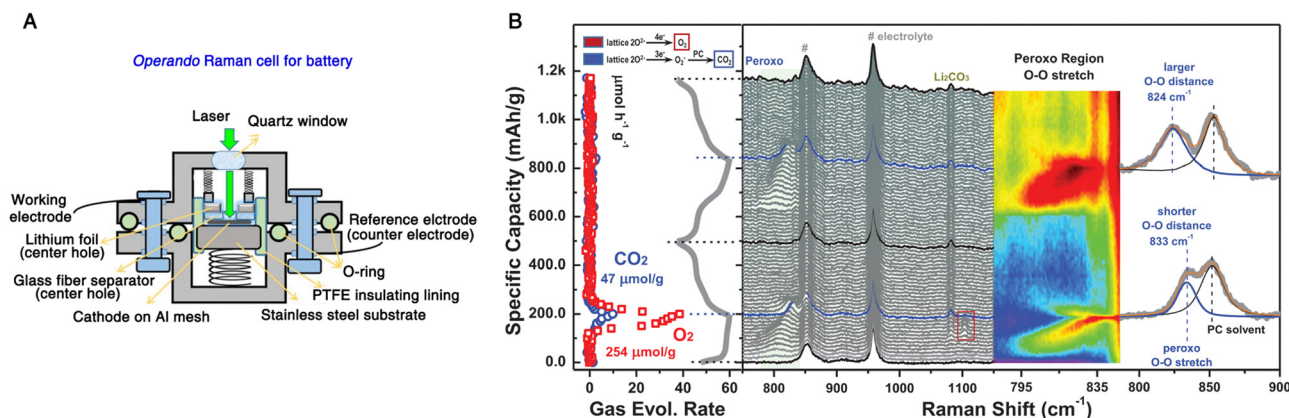 A
Operando Raman cell for battery
Laser
Quartz window
Working
electrode
Lithium foil
(center hole)
Glass fiber separator
(center hole)
Cathode on Al mesh
Reference elctrode
(counter electrode)
O-ring
PTFE insulating lining
Stainless steel substrate
B
Specific Capacity (mAh/g)
1.2k
1.0k
800.0
600.0
400.0
200.0
0.0
lattice 2O²⁻ 4e⁻ O₂
lattice 2O²⁻ 3e⁻ O₂⁻ PC CO₂
μmol h⁻¹ g⁻¹
CO₂
47 μmol/g
O₂
254 μmol/g
0 20 40 60
Gas Evol. Rate
Peroxo
#
# electrolyte
Li₂CO₃
800 900 1000 1100
Peroxo Region
O-O stretch
795 835
larger
O-O distance
824 cm⁻¹
shorter
O-O distance
833 cm⁻¹
PC solvent
peroxo
O-O stretch
800 850 900
Raman Shift (cm⁻¹)